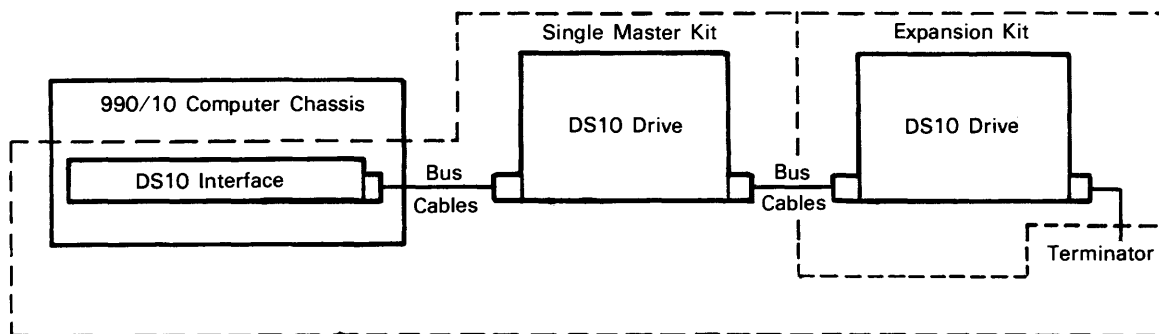 Single Master Kit
Expansion Kit
990/10 Computer Chassis
DS10 Drive
DS10 Drive
DS10 Interface
Bus
Cables
Bus
Cables
Terminator